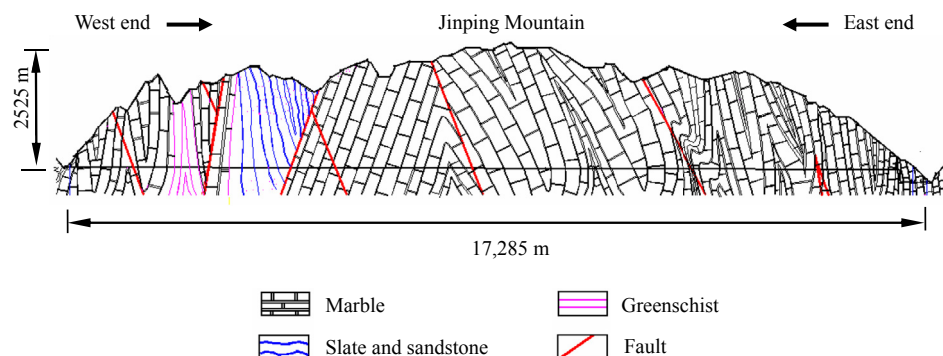 West end
Jinping Mountain
East end
2525 m
17,285 m
Marble
Greenschist
Slate and sandstone
Fault